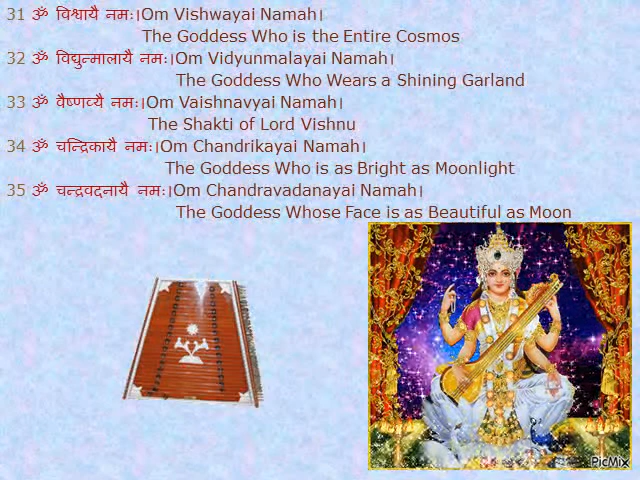 31 ॐ विश्वायै नमः।Om Vishwayai Namah।
The Goddess Who is the Entire Cosmos
32 ॐ विद्युन्मालायै नमः।Om Vidyunmalayai Namah।
The Goddess Who Wears a Shining Garland
33 ॐ वैष्णव्यै नमः।Om Vaishnavyai Namah।
The Shakti of Lord Vishnu
34 ॐ चन्द्रिकायै नमः।Om Chandrikayai Namah।
The Goddess Who is as Bright as Moonlight
35 ॐ चन्द्रवदनायै नमः।Om Chandravadanayai Namah।
The Goddess Whose Face is as Beautiful as Moon
PicMix